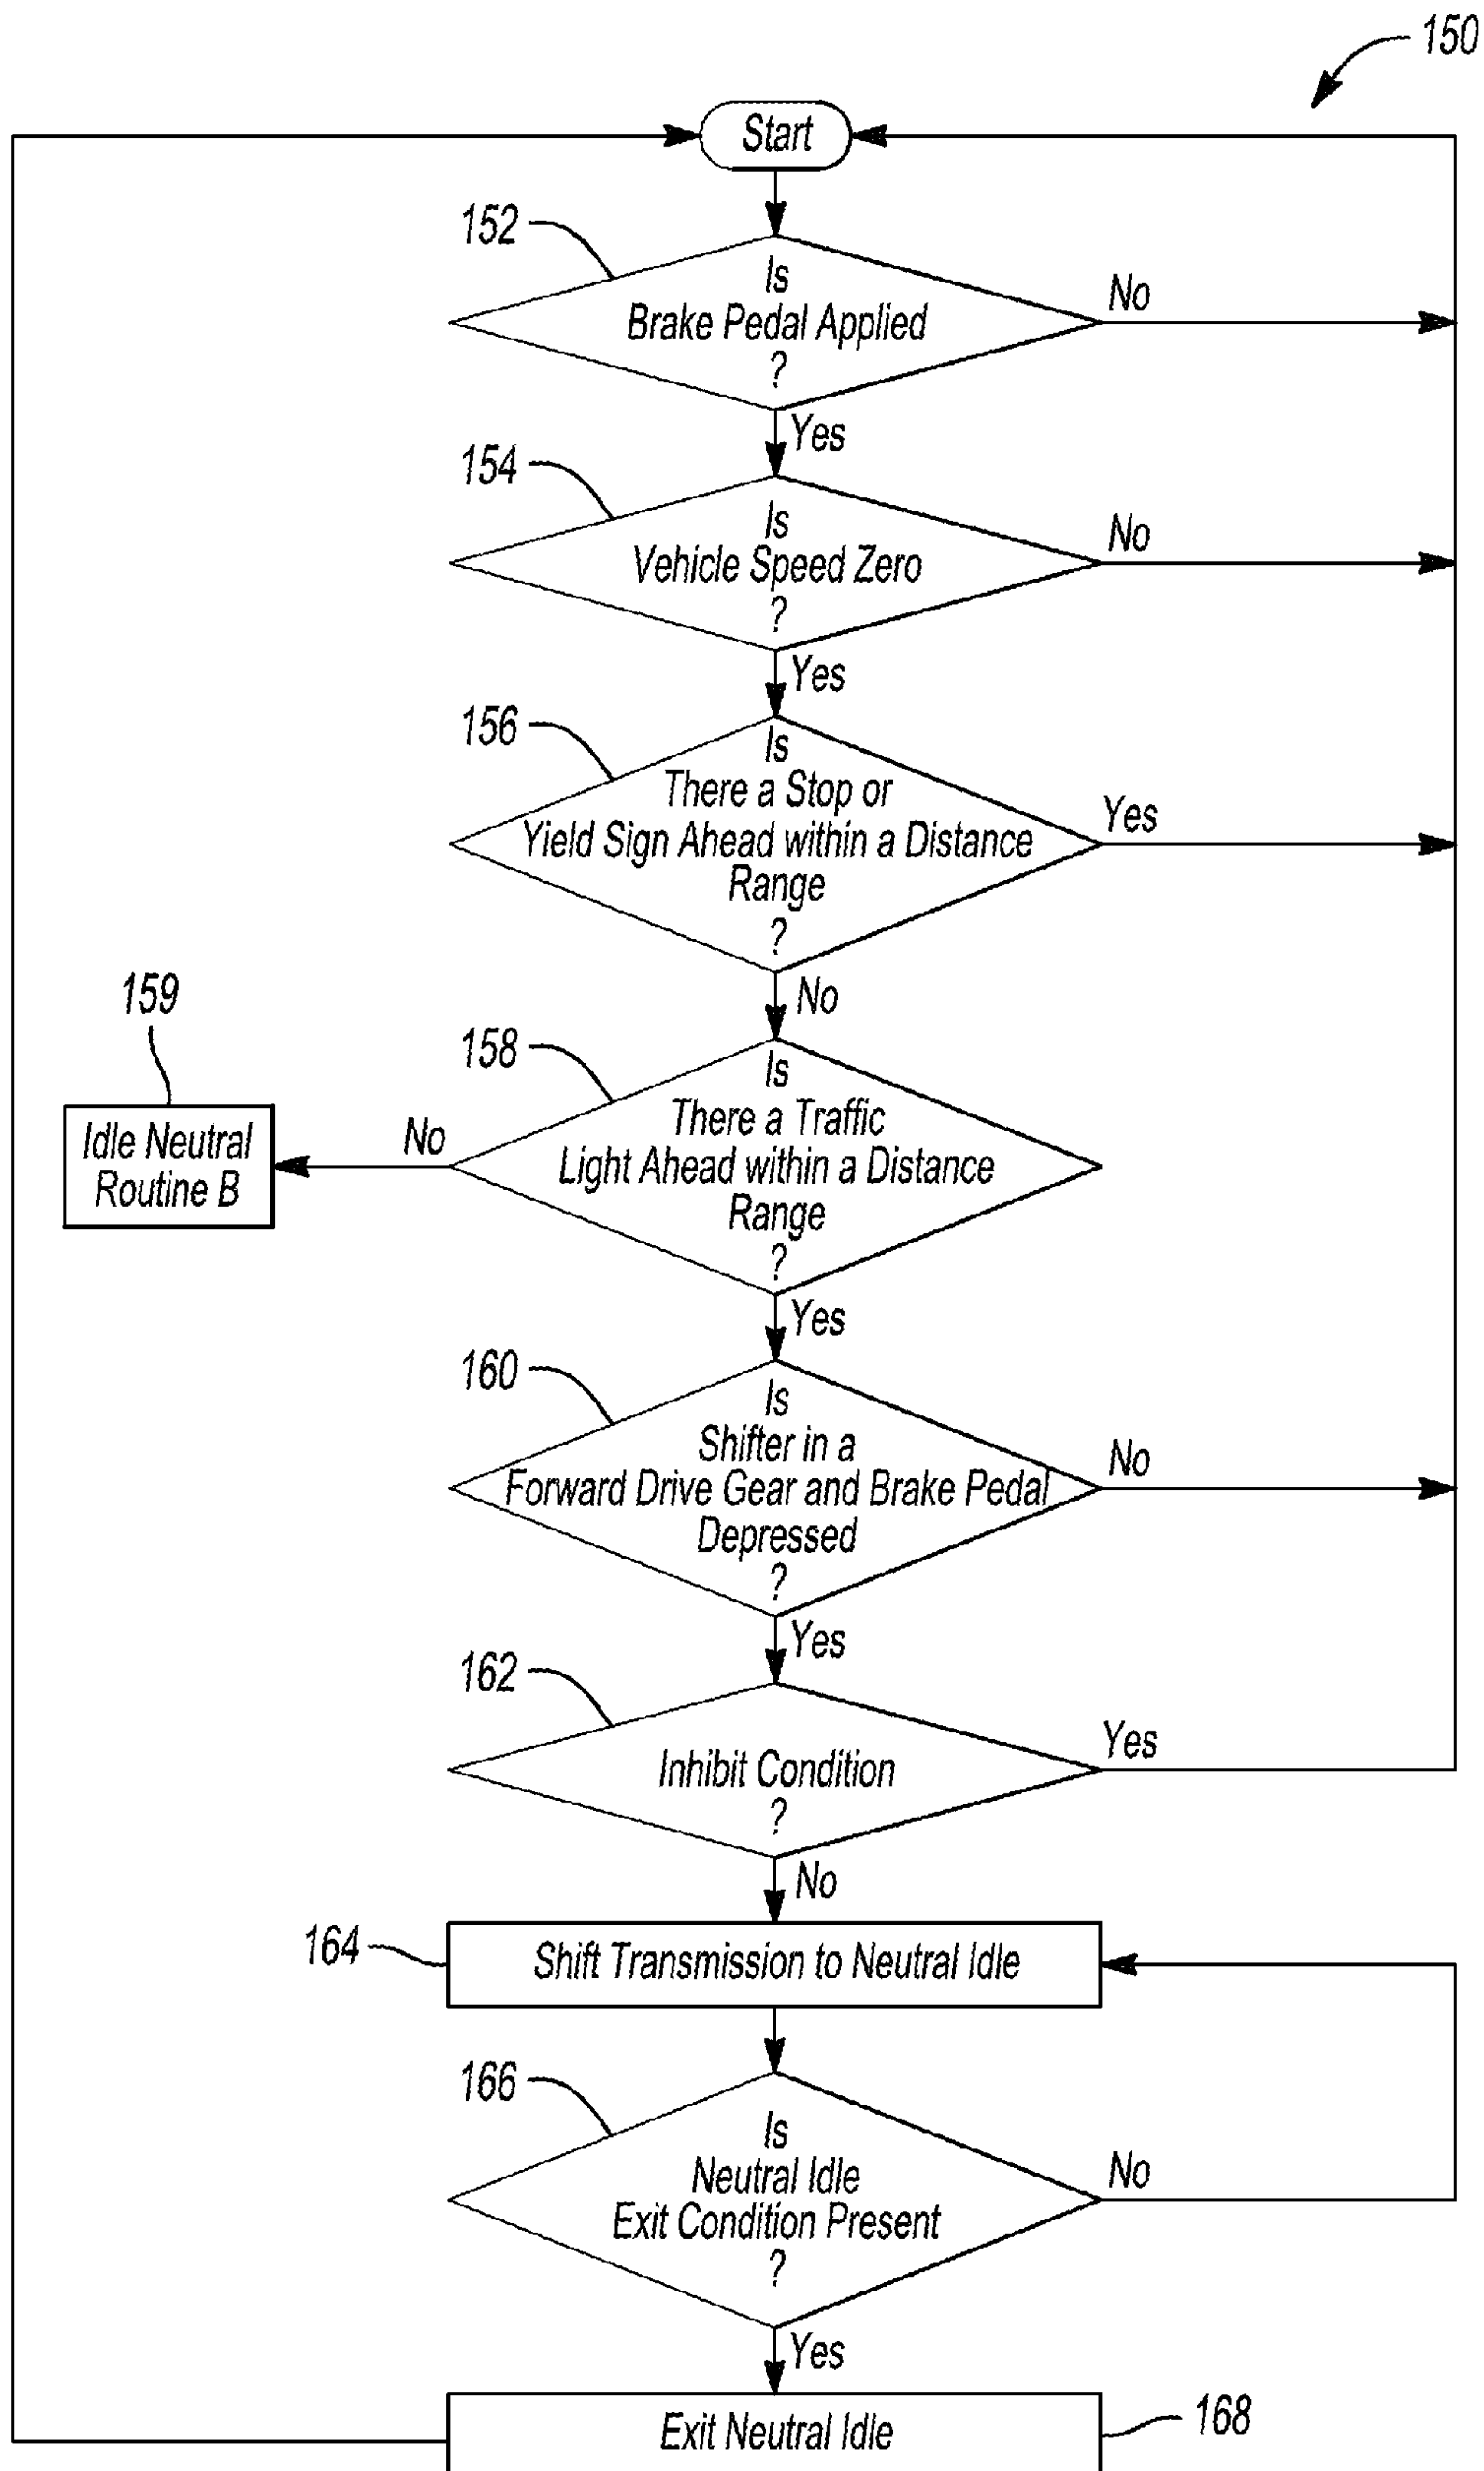 150
Start
152
Is
Brake Pedal Applied
?
No
Yes
154
Is
Vehicle Speed Zero
?
No
Yes
156
Is
There a Stop or
Yield Sign Ahead within a Distance
Range
?
Yes
No
159
Idle Neutral
Routine B
No
158
Is
There a Traffic
Light Ahead within a Distance
Range
?
Yes
160
Is
Shifter in a
Forward Drive Gear and Brake Pedal
Depressed
?
No
Yes
162
Inhibit Condition
?
Yes
No
164
Shift Transmission to Neutral Idle
166
Is
Neutral Idle
Exit Condition Present
?
No
Yes
Exit Neutral Idle
168